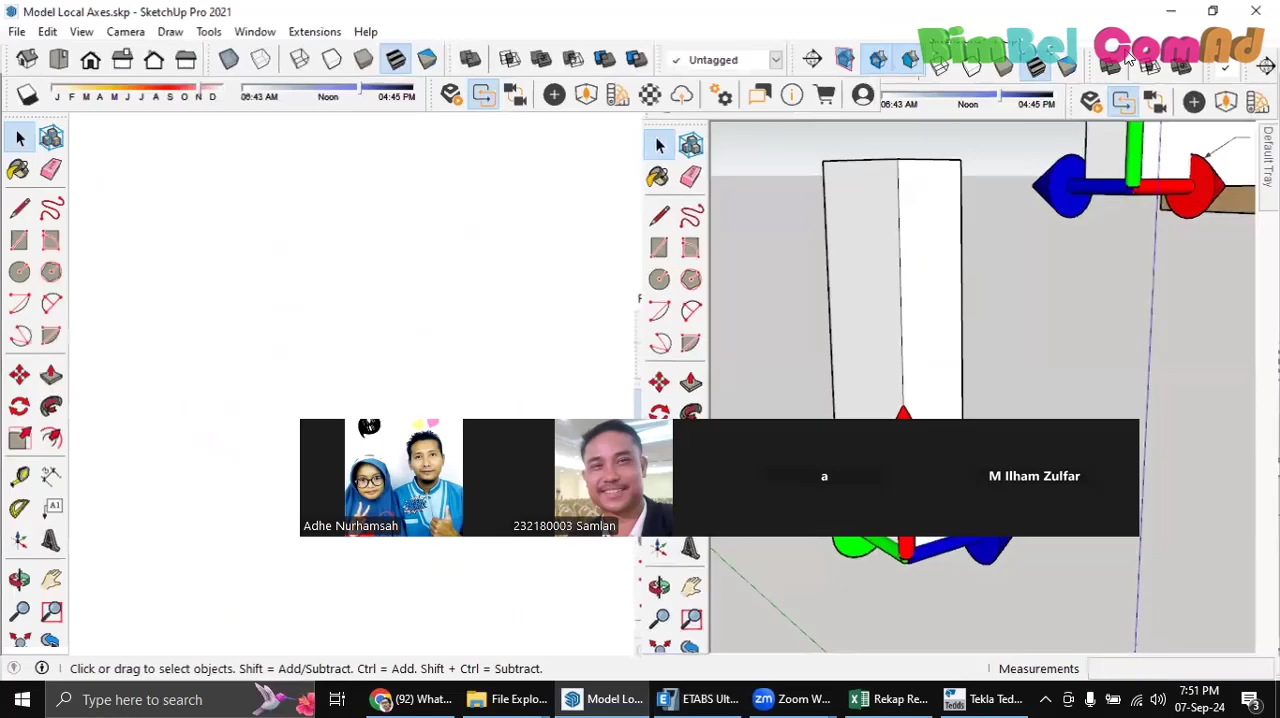 Model Local Axes.skp - SketchUp Pro 2021
BimBel ComAd
File Edit View Camera Draw Tools Window Extensions Help
Untagged
J F M A M J J A S O N D
06:43 AM Noon 04:45 PM
06:43 AM Noon 04:45 PM
Default Tray
A1
a
M Ilham Zulfar
Adhe Nurhamsah
232180003 Samlan
Click or drag to select objects. Shift = Add/Subtract. Ctrl = Add. Shift + Ctrl = Subtract.
Measurements
Type here to search
(92) What...
File Explo...
Model Lo...
ETABS Ult...
Zoom W...
Rekap Re...
Tekla Ted...
7:51 PM
07-Sep-24
3